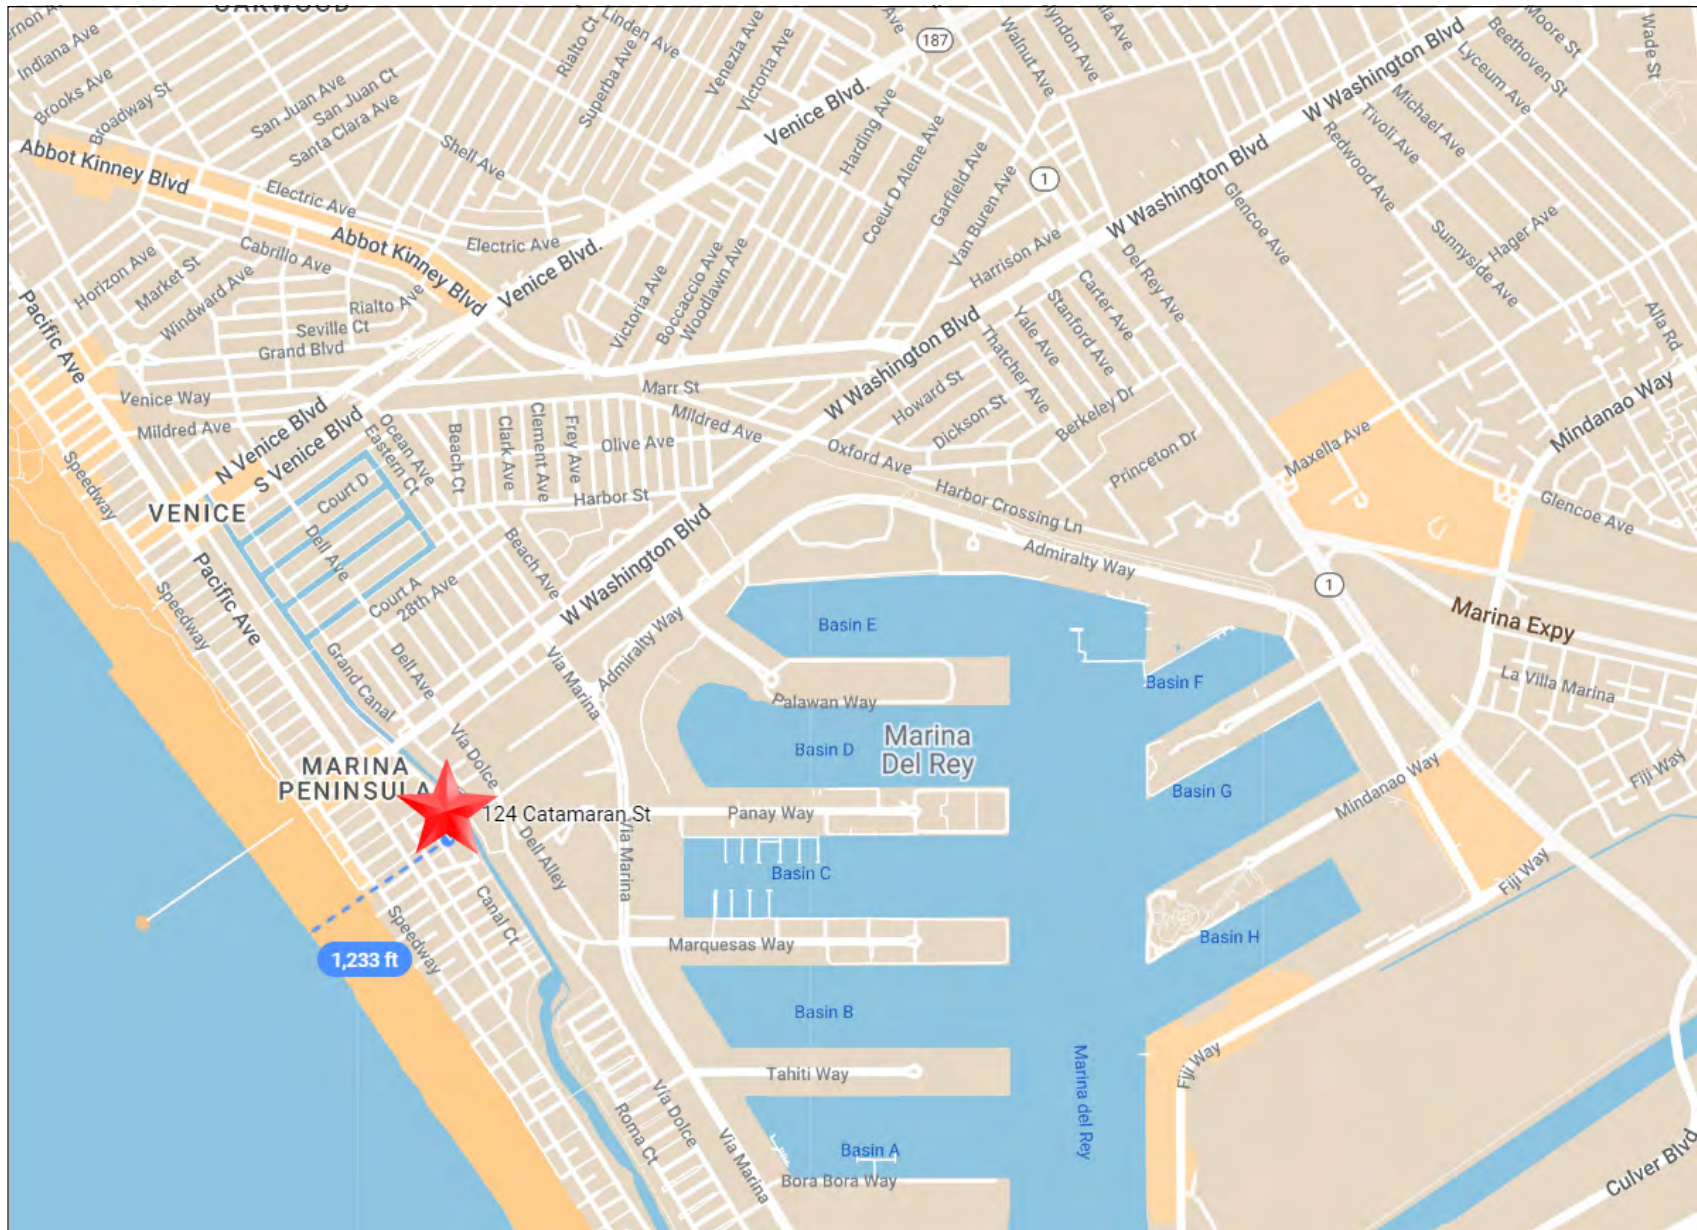 OAKWOOD
Indiana Ave
Brooks Ave
Broadway St
San Juan Ave
San Juan Ct
Santa Clara Ave
Linden Ave
Rialto Ct
Superba Ave
Venezia Ave
Victoria Ave
Shell Ave
Venice Blvd.
187
Harding Ave
Coeur D Alene Ave
Garfield Ave
Van Buren Ave
Walnut Ave
1
W Washington Blvd
W Washington Blvd
Moore St
Beethoven St
Lyceum Ave
Wade St
Michael Ave
Tivoli Ave
Redwood Ave
Glencoe Ave
Sunnyside Ave
Hager Ave
Alla Rd
Abbot Kinney Blvd
Electric Ave
Abbot Kinney Blvd
Electric Ave
Venice Blvd.
Cabrillo Ave
Horizon Ave
Market St
Windward Ave
Rialto Ave
Seville Ct
Grand Blvd
Pacific Ave
Venice Way
Mildred Ave
N Venice Blvd
S Venice Blvd
Speedway
VENICE
Victoria Ave
Boccaccio Ave
Woodlawn Ave
Marr St
Mildred Ave
Harrison Ave
Del Rey Ave
Carter Ave
Stanford Ave
Yale Ave
Thatcher Ave
W Washington Blvd
Howard St
Dickson St
Berkeley Dr
Princeton Dr
Oxford Ave
Harbor Crossing Ln
Admiralty Way
Maxella Ave
Mindanao Way
Glencoe Ave
1
Marina Expy
La Villa Marina
Fiji Way
Ocean Ave
Eastern Ct
Beach Ct
Clark Ave
Clement Ave
Frey Ave
Olive Ave
Harbor St
Court D
Dell Ave
Court A
28th Ave
Beach Ave
W Washington Blvd
Pacific Ave
Speedway
Grand Canal
Dell Ave
Via Dolce
Via Marina
Admiralty Way
Basin E
Palawan Way
Basin D
Marina
Del Rey
Basin F
Basin G
Mindanao Way
Fiji Way
MARINA
PENINSULA
124 Catamaran St
Panay Way
Dell Alley
Via Marina
Basin C
Canal Ct
Speedway
1,233 ft
Marquesas Way
Basin H
Basin B
Tahiti Way
Marina del Rey
Fiji Way
Roma Ct
Via Dolce
Via Marina
Basin A
Bora Bora Way
Culver Blvd